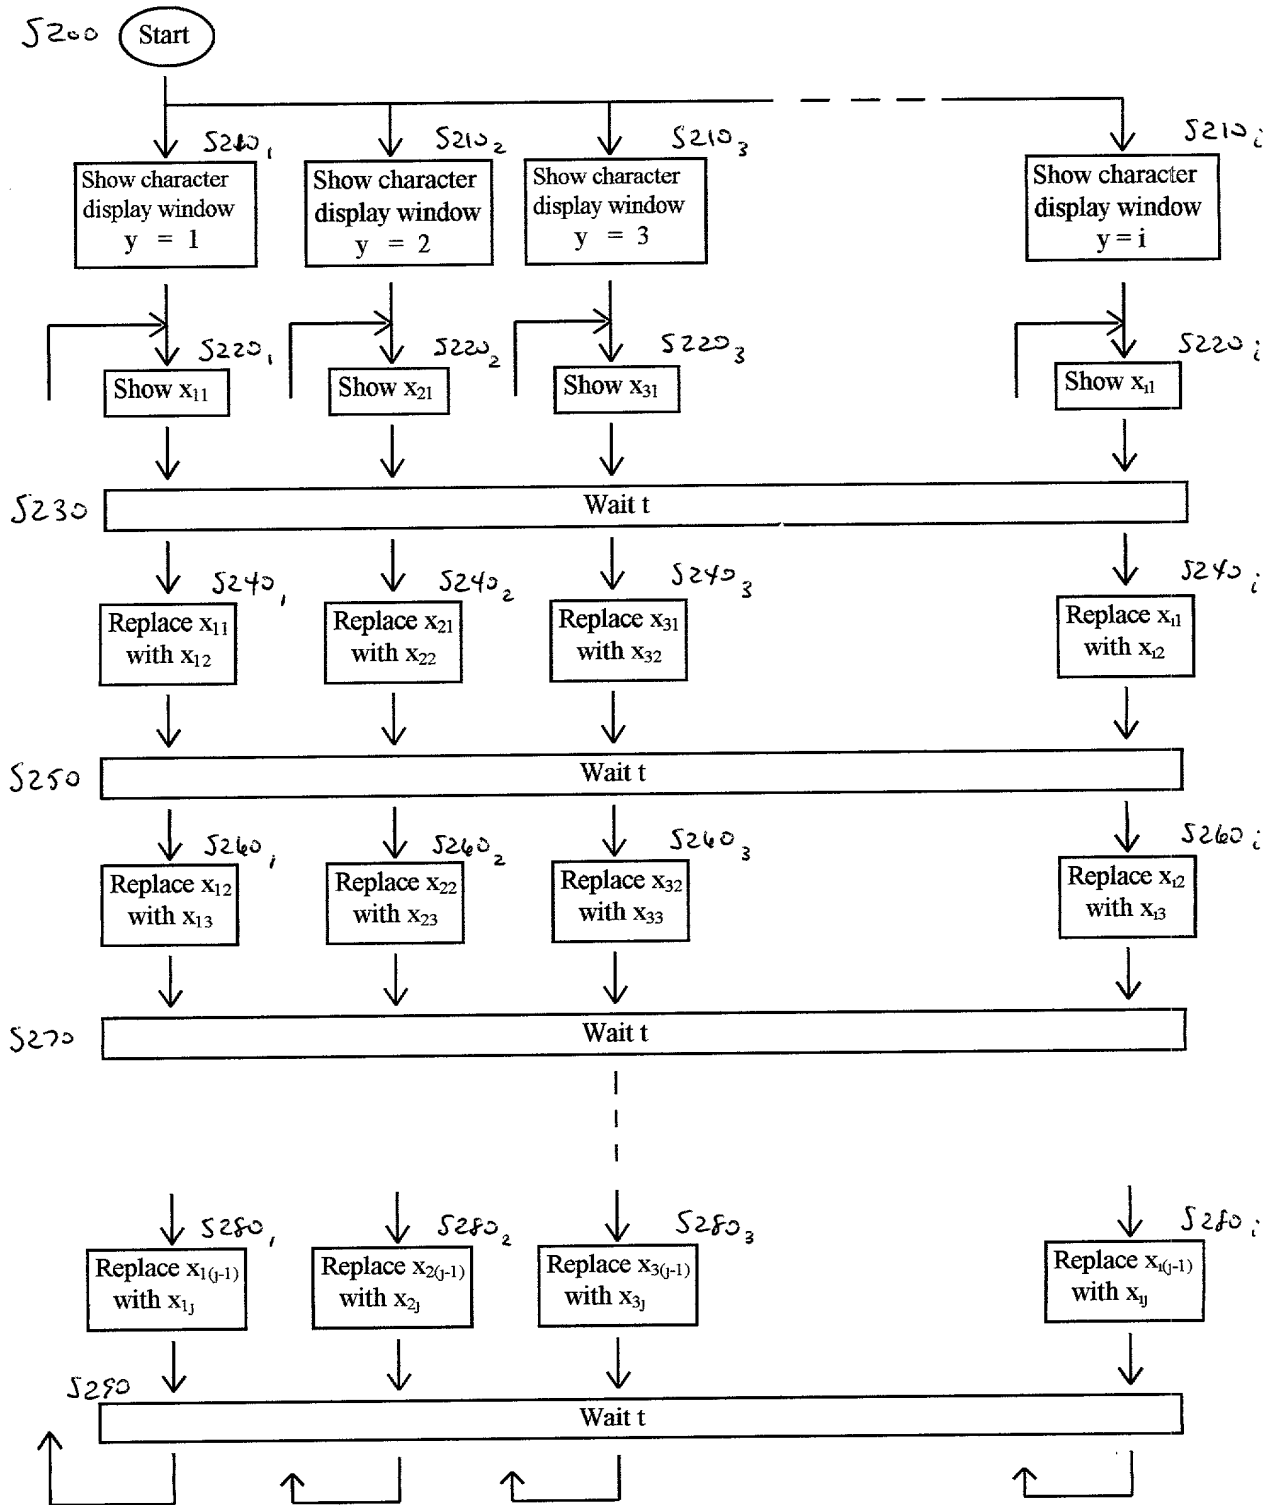 S200 Start
S210₁ S210₂ S210₃ S210ᵢ
Show character
display window
y = 1
Show character
display window
y = 2
Show character
display window
y = 3
Show character
display window
y = i
S220₁ S220₂ S220₃ S220ᵢ
Show x₁₁
Show x₂₁
Show x₃₁
Show xᵢ₁
S230 Wait t
S240₁ S240₂ S240₃ S240ᵢ
Replace x₁₁
with x₁₂
Replace x₂₁
with x₂₂
Replace x₃₁
with x₃₂
Replace xᵢ₁
with xᵢ₂
S250 Wait t
S260₁ S260₂ S260₃ S260ᵢ
Replace x₁₂
with x₁₃
Replace x₂₂
with x₂₃
Replace x₃₂
with x₃₃
Replace xᵢ₂
with xᵢ₃
S270 Wait t
S280₁ S280₂ S280₃ S280ᵢ
Replace x₁₍ⱼ₋₁₎
with x₁ⱼ
Replace x₂₍ⱼ₋₁₎
with x₂ⱼ
Replace x₃₍ⱼ₋₁₎
with x₃ⱼ
Replace xᵢ₍ⱼ₋₁₎
with xᵢⱼ
S290
Wait t